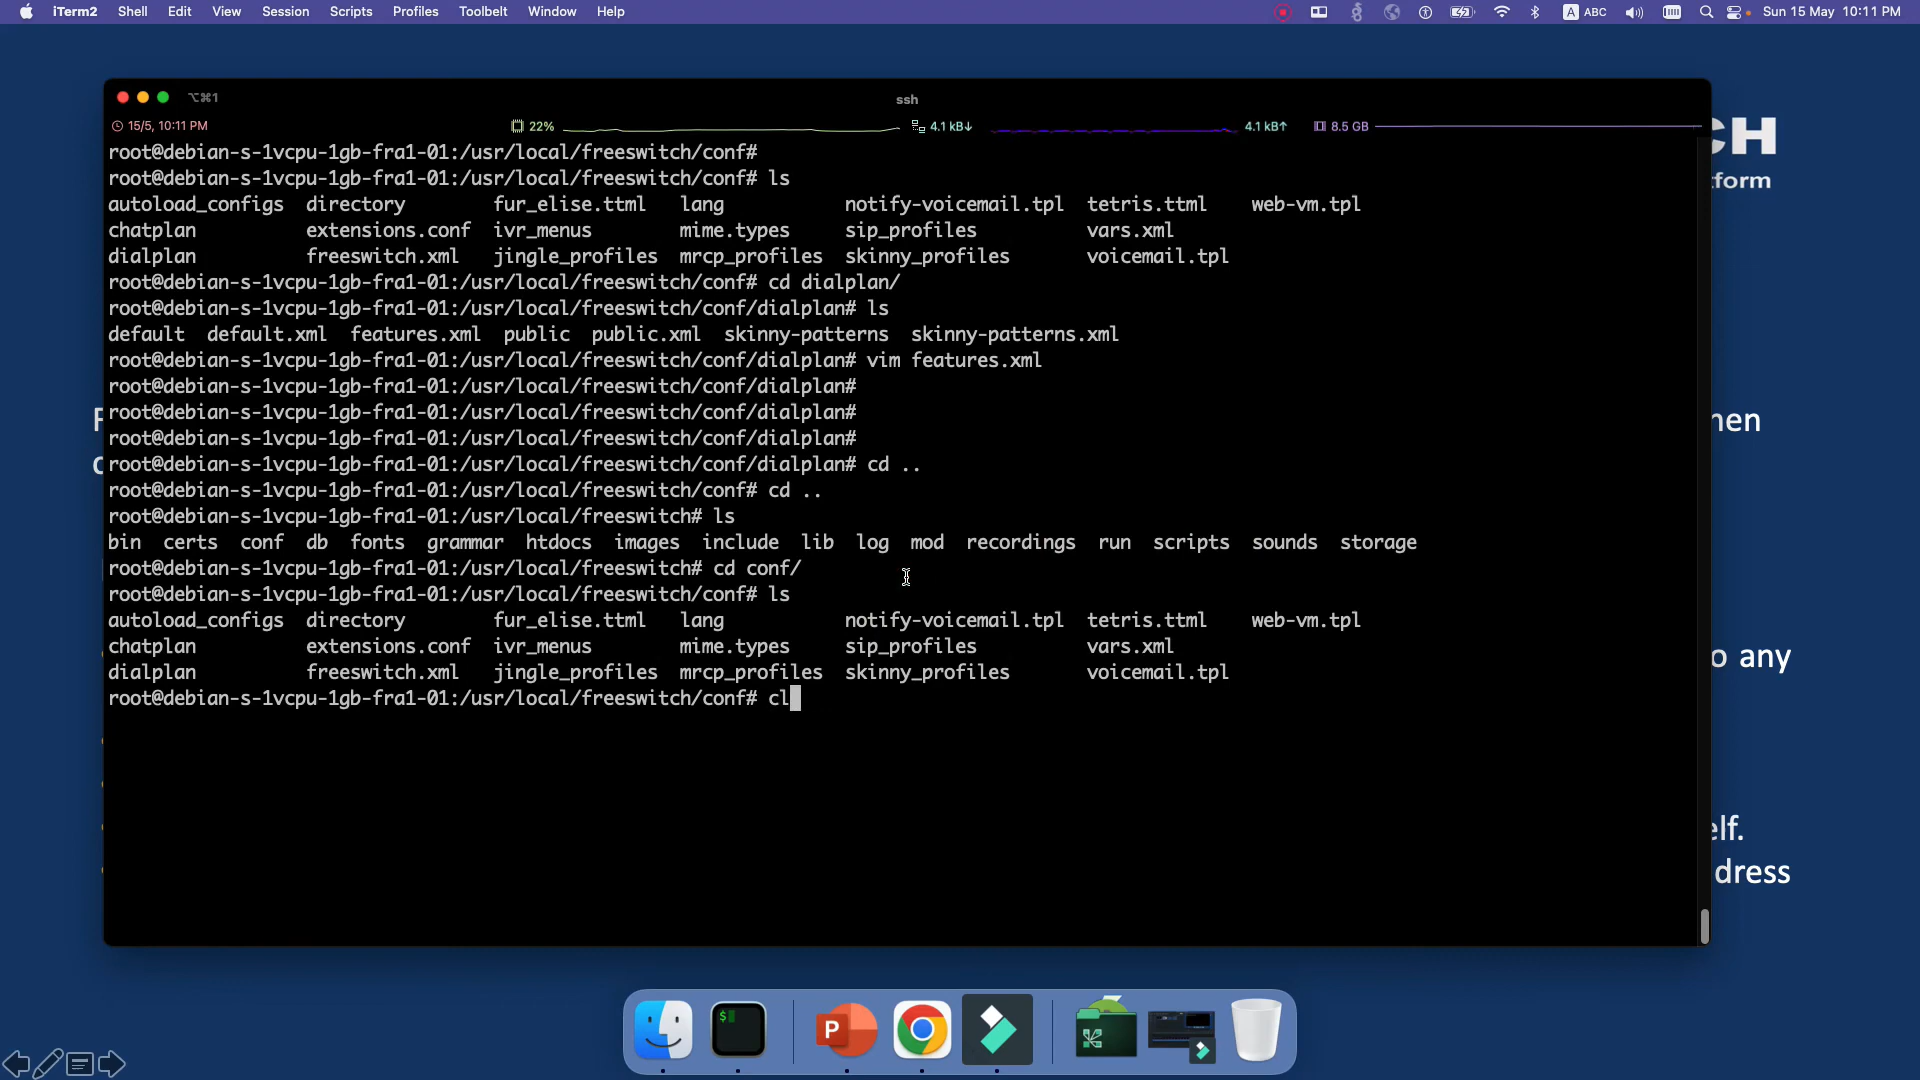 iTerm2 Shell Edit View Session Scripts Profiles Toolbelt Window Help A ABC Sun 15 May 10:11 PM
⌥⌘1 ssh
15/5, 10:11 PM 22% 4.1 kB↓ 4.1 kB↑ 8.5 GB
root@debian-s-1vcpu-1gb-fra1-01:/usr/local/freeswitch/conf#
root@debian-s-1vcpu-1gb-fra1-01:/usr/local/freeswitch/conf# ls
autoload_configs directory fur_elise.ttml lang notify-voicemail.tpl tetris.ttml web-vm.tpl
chatplan extensions.conf ivr_menus mime.types sip_profiles vars.xml
dialplan freeswitch.xml jingle_profiles mrcp_profiles skinny_profiles voicemail.tpl
root@debian-s-1vcpu-1gb-fra1-01:/usr/local/freeswitch/conf# cd dialplan/
root@debian-s-1vcpu-1gb-fra1-01:/usr/local/freeswitch/conf/dialplan# ls
default default.xml features.xml public public.xml skinny-patterns skinny-patterns.xml
root@debian-s-1vcpu-1gb-fra1-01:/usr/local/freeswitch/conf/dialplan# vim features.xml
root@debian-s-1vcpu-1gb-fra1-01:/usr/local/freeswitch/conf/dialplan#
root@debian-s-1vcpu-1gb-fra1-01:/usr/local/freeswitch/conf/dialplan#
root@debian-s-1vcpu-1gb-fra1-01:/usr/local/freeswitch/conf/dialplan#
root@debian-s-1vcpu-1gb-fra1-01:/usr/local/freeswitch/conf/dialplan# cd ..
root@debian-s-1vcpu-1gb-fra1-01:/usr/local/freeswitch/conf# cd ..
root@debian-s-1vcpu-1gb-fra1-01:/usr/local/freeswitch# ls
bin certs conf db fonts grammar htdocs images include lib log mod recordings run scripts sounds storage
root@debian-s-1vcpu-1gb-fra1-01:/usr/local/freeswitch# cd conf/
root@debian-s-1vcpu-1gb-fra1-01:/usr/local/freeswitch/conf# ls
autoload_configs directory fur_elise.ttml lang notify-voicemail.tpl tetris.ttml web-vm.tpl
chatplan extensions.conf ivr_menus mime.types sip_profiles vars.xml
dialplan freeswitch.xml jingle_profiles mrcp_profiles skinny_profiles voicemail.tpl
root@debian-s-1vcpu-1gb-fra1-01:/usr/local/freeswitch/conf# cl
CH
tform
hen
o any
elf.
dress
$
P